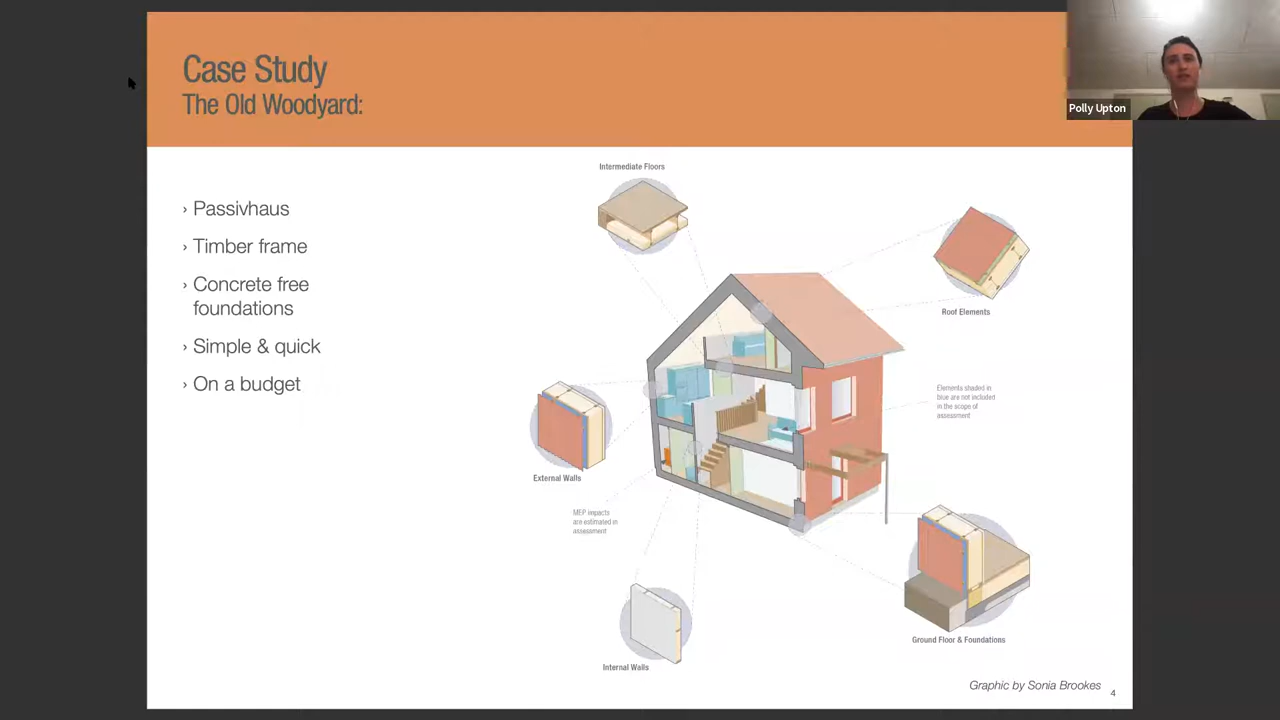 Case Study
The Old Woodyard:
Polly Upton
› Passivhaus
› Timber frame
› Concrete free
foundations
› Simple & quick
› On a budget
Intermediate Floors
Roof Elements
Elements shaded in
blue are not included
in the scope of
assessment
External Walls
MEP impacts
are estimated in
assessment
Ground Floor & Foundations
Internal Walls
Graphic by Sonia Brookes
4